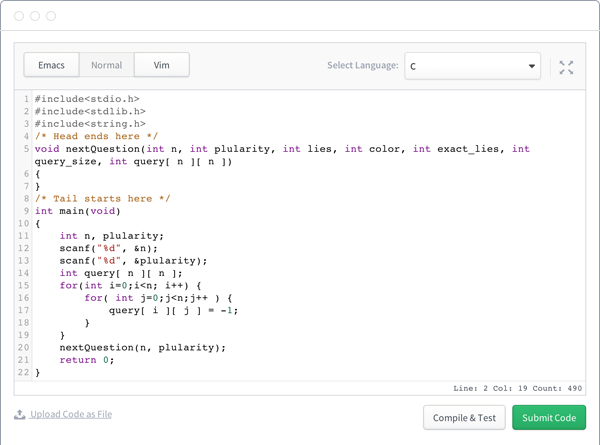 Emacs Normal Vim Select Language: C
1 #include<stdio.h>
2 #include<stdlib.h>
3 #include<string.h>
4 /* Head ends here */
5 void nextQuestion(int n, int plularity, int lies, int color, int exact_lies, int
query_size, int query[ n ][ n ])
6 {
7 }
8 /* Tail starts here */
9 int main(void)
10 {
11 int n, plularity;
12 scanf("%d", &n);
13 scanf("%d", &plularity);
14 int query[ n ][ n ];
15 for(int i=0;i<n; i++) {
16 for( int j=0;j<n;j++ ) {
17 query[ i ][ j ] = -1;
18 }
19 }
20 nextQuestion(n, plularity);
21 return 0;
22 }
Line: 2 Col: 19 Count: 490
Upload Code as File Compile & Test Submit Code